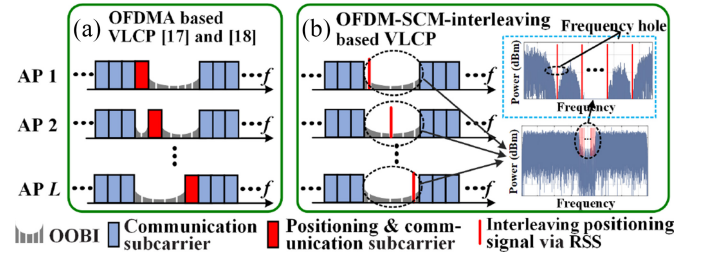 (a) OFDMA based
VLCP [17] and [18]
AP 1
f
AP 2
f
AP L
f
(b) OFDM-SCM-interleaving
based VLCP
f
f
f
Frequency hole
Power (dBm)
Frequency
Power (dBm)
Frequency
OOBI
Communication
subcarrier
Positioning & comm-
unication subcarrier
Interleaving positioning
signal via RSS